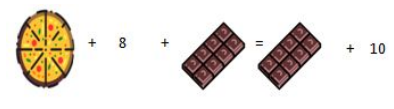 + 8 + = + 10